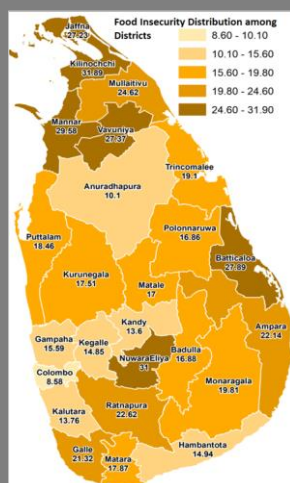 Food Insecurity Distribution among
Districts
8.60 - 10.10
10.10 - 15.60
15.60 - 19.80
19.80 - 24.60
24.60 - 31.90
Jaffna
27.23
Kilinochchi
31.89
Mullaitivu
24.62
Mannar
29.58
Vavuniya
27.37
Trincomalee
19.1
Anuradhapura
10.1
Puttalam
18.46
Polonnaruwa
16.86
Batticaloa
27.89
Kurunegala
17.51
Matale
17
Kandy
13.6
Ampara
22.14
Gampaha
15.59
Kegalle
14.85
NuwaraEliya
31
Badulla
16.88
Colombo
8.58
Monaragala
19.81
Kalutara
13.76
Ratnapura
22.62
Hambantota
14.94
Galle
21.32
Matara
17.87